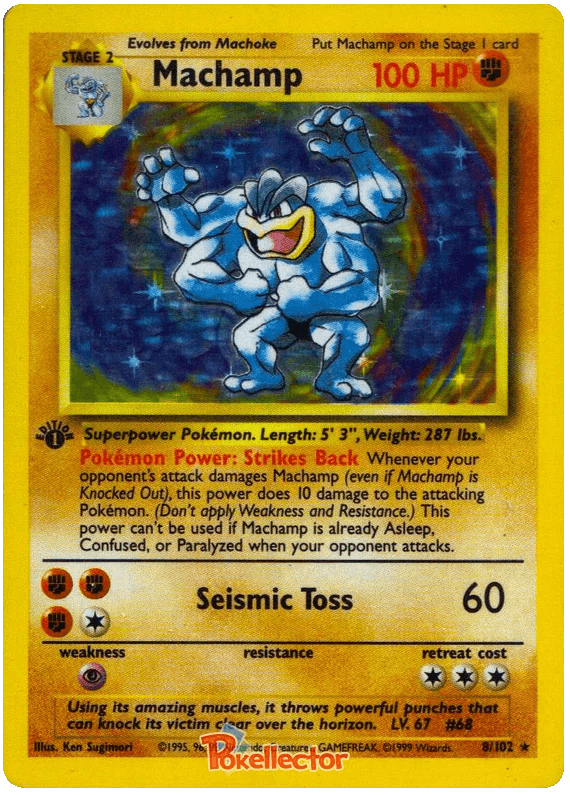 Evolves from Machoke Put Machamp on the Stage 1 card
STAGE 2
Machamp 100 HP
EDITION
1
Superpower Pokémon. Length: 5' 3", Weight: 287 lbs.
Pokémon Power: Strikes Back Whenever your
opponent's attack damages Machamp (even if Machamp is
Knocked Out), this power does 10 damage to the attacking
Pokémon. (Don't apply Weakness and Resistance.) This
power can't be used if Machamp is already Asleep,
Confused, or Paralyzed when your opponent attacks.
Seismic Toss 60
weakness resistance retreat cost
Using its amazing muscles, it throws powerful punches that
can knock its victim clear over the horizon. LV. 67 #68
Illus. Ken Sugimori ©1995, 96, GAMEFREAK. ©1999 Wizards. 8/102 ★
Pokellector